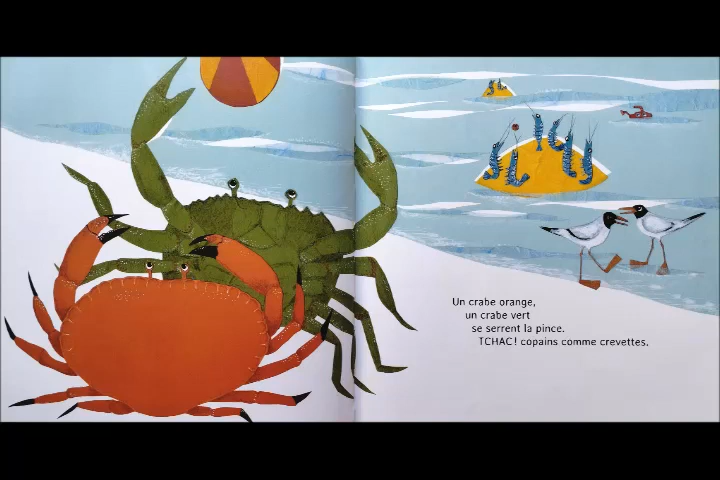 Un crabe orange,
un crabe vert
se serrent la pince.
TCHAC! copains comme crevettes.